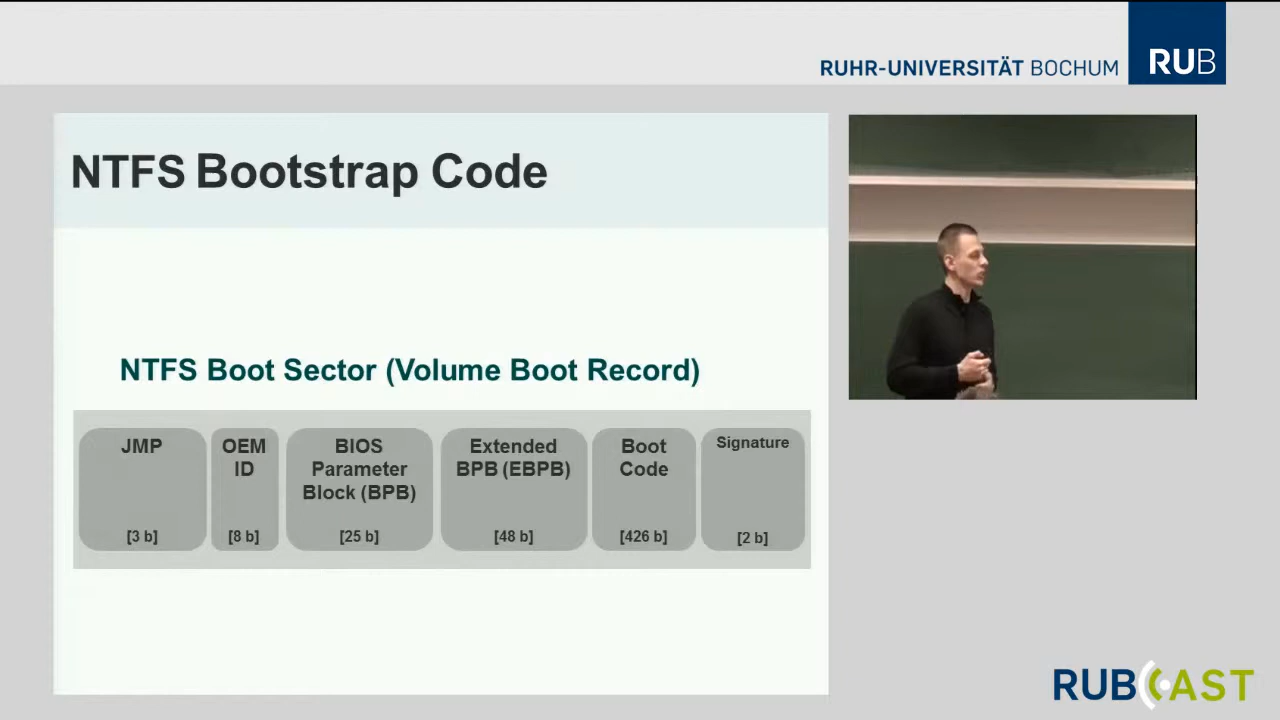 RUHR-UNIVERSITÄT BOCHUM
RUB
NTFS Bootstrap Code
NTFS Boot Sector (Volume Boot Record)
JMP
[3 b]
OEM
ID
[8 b]
BIOS
Parameter
Block (BPB)
[25 b]
Extended
BPB (EBPB)
[48 b]
Boot
Code
[426 b]
Signature
[2 b]
RUBCAST